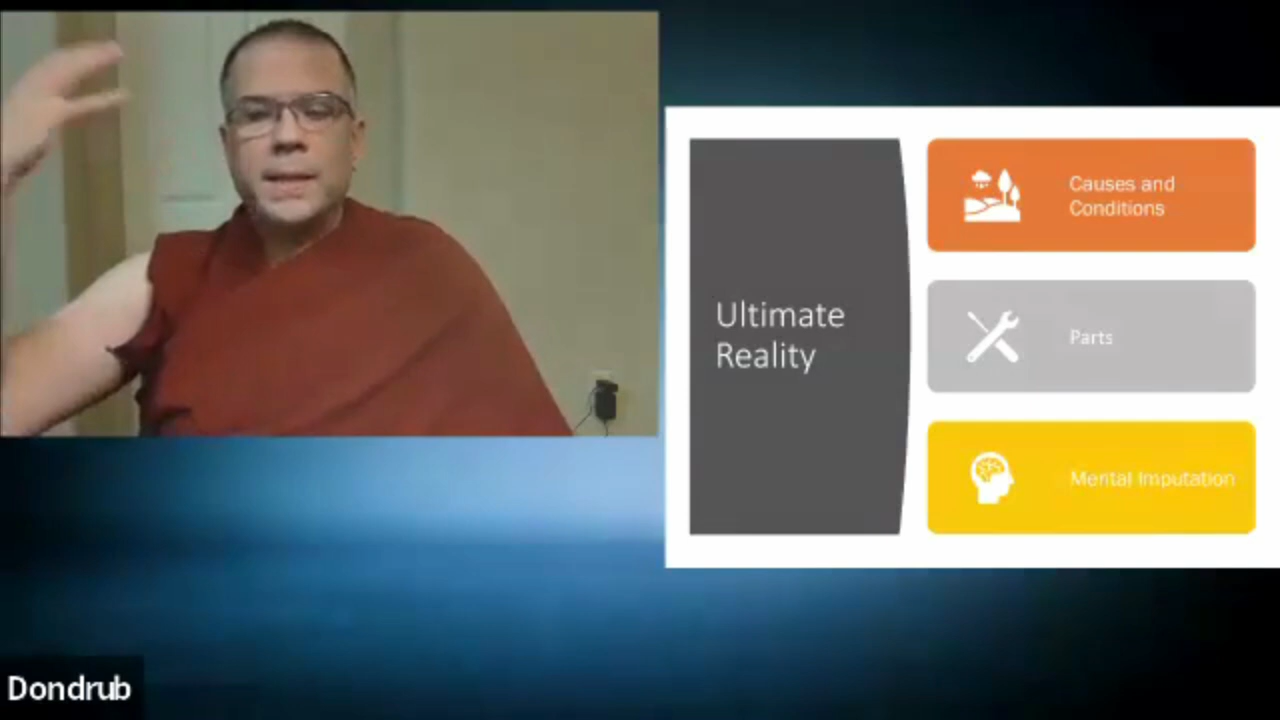 Ultimate
Reality
Causes and
Conditions
Parts
Mental Imputation
Dondrub